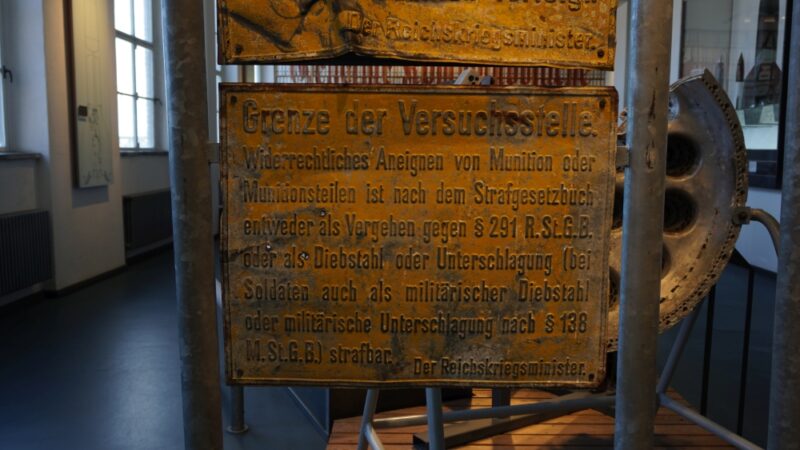 Der Reichskriegsminister.
Grenze der Versuchsstelle.
Widerrechtliches Aneignen von Munition oder
Munitionsteilen ist nach dem Strafgesetzbuch
entweder als Vergehen gegen § 291 R.St.G.B.
oder als Diebstahl oder Unterschlagung (bei
Soldaten auch als militärischer Diebstahl
oder militärische Unterschlagung nach § 138
M.St.G.B.) strafbar. Der Reichskriegsminister.